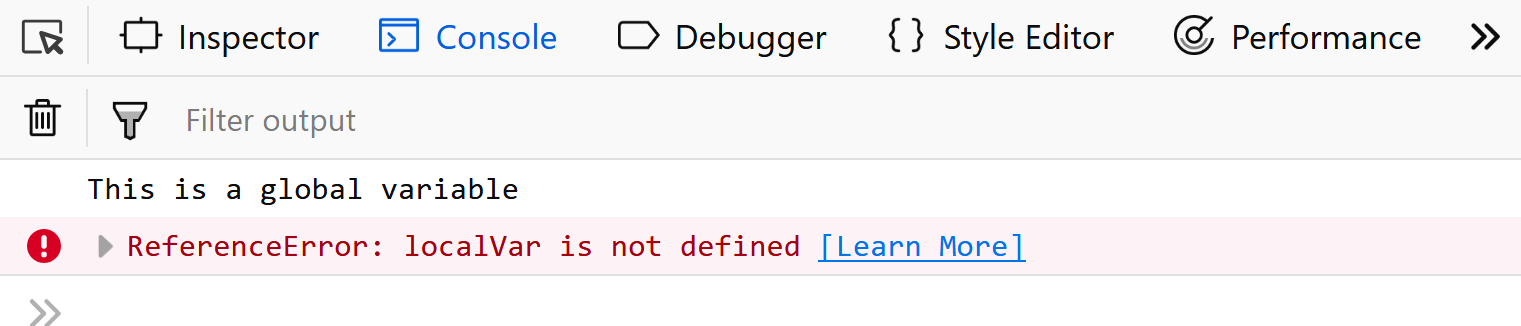 Inspector Console Debugger Style Editor Performance
Filter output
This is a global variable
ReferenceError: localVar is not defined [Learn More]